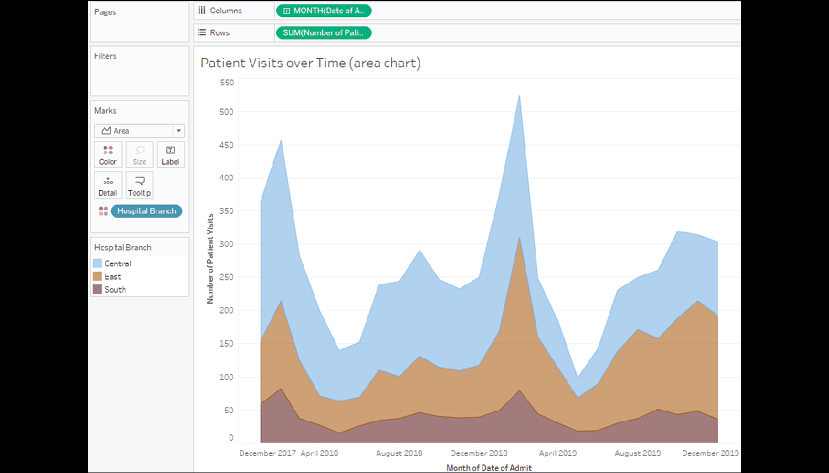 Pages
Columns
MONTH(Date of A..
Rows
SUM(Number of Pati..
Filters
Marks
Area
Color
Size
Label
Detail
Tooltip
Hospital Branch
Hospital Branch
Central
East
South
Patient Visits over Time (area chart)
550
500
450
400
350
300
250
200
150
100
50
0
Number of Patient Visits
December 2017 April 2018 August 2018 December 2018 April 2019 August 2019 December 2019
Month of Date of Admit